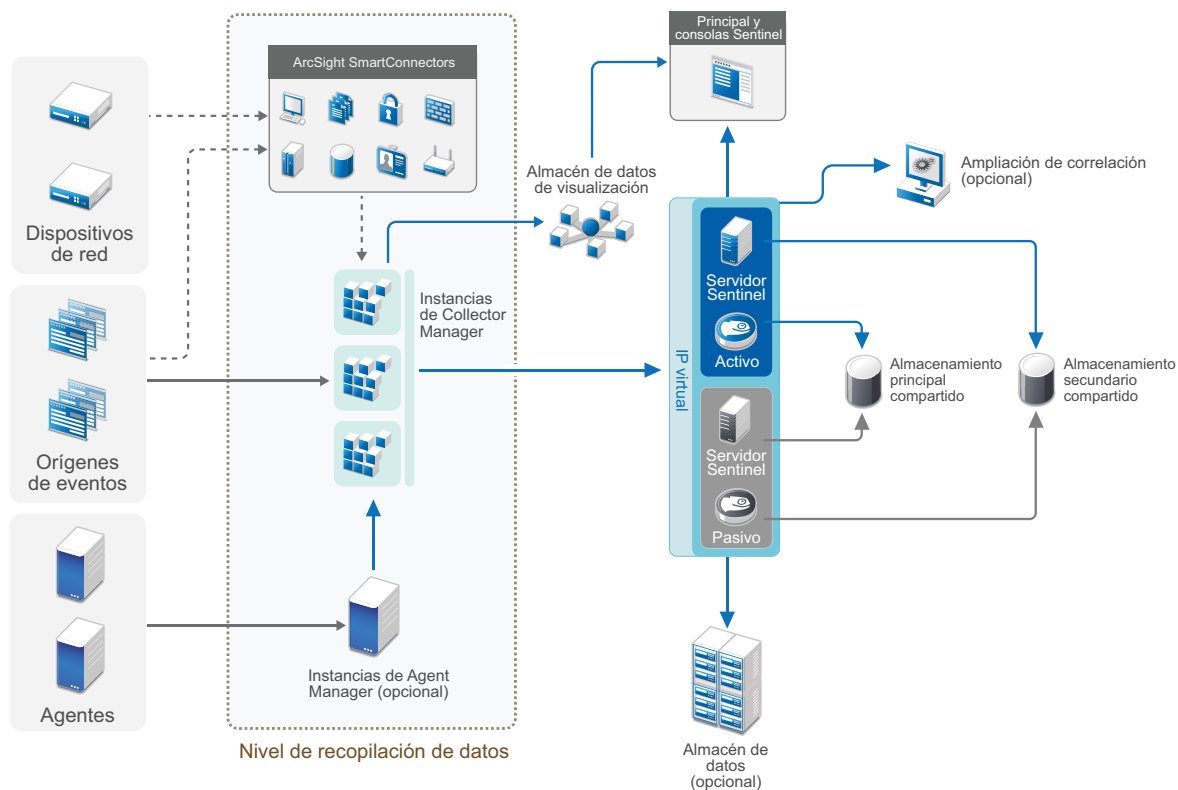 Principal y
consolas Sentinel
ArcSight SmartConnectors
Dispositivos
de red
Almacén de datos
de visualización
Ampliación de correlación
(opcional)
Instancias
de Collector
Manager
Orígenes
de eventos
IP virtual
Servidor
Sentinel
Activo
Servidor
Sentinel
Pasivo
Almacenamiento
principal
compartido
Almacenamiento
secundario
compartido
Agentes
Instancias de Agent
Manager (opcional)
Nivel de recopilación de datos
Almacén de
datos
(opcional)